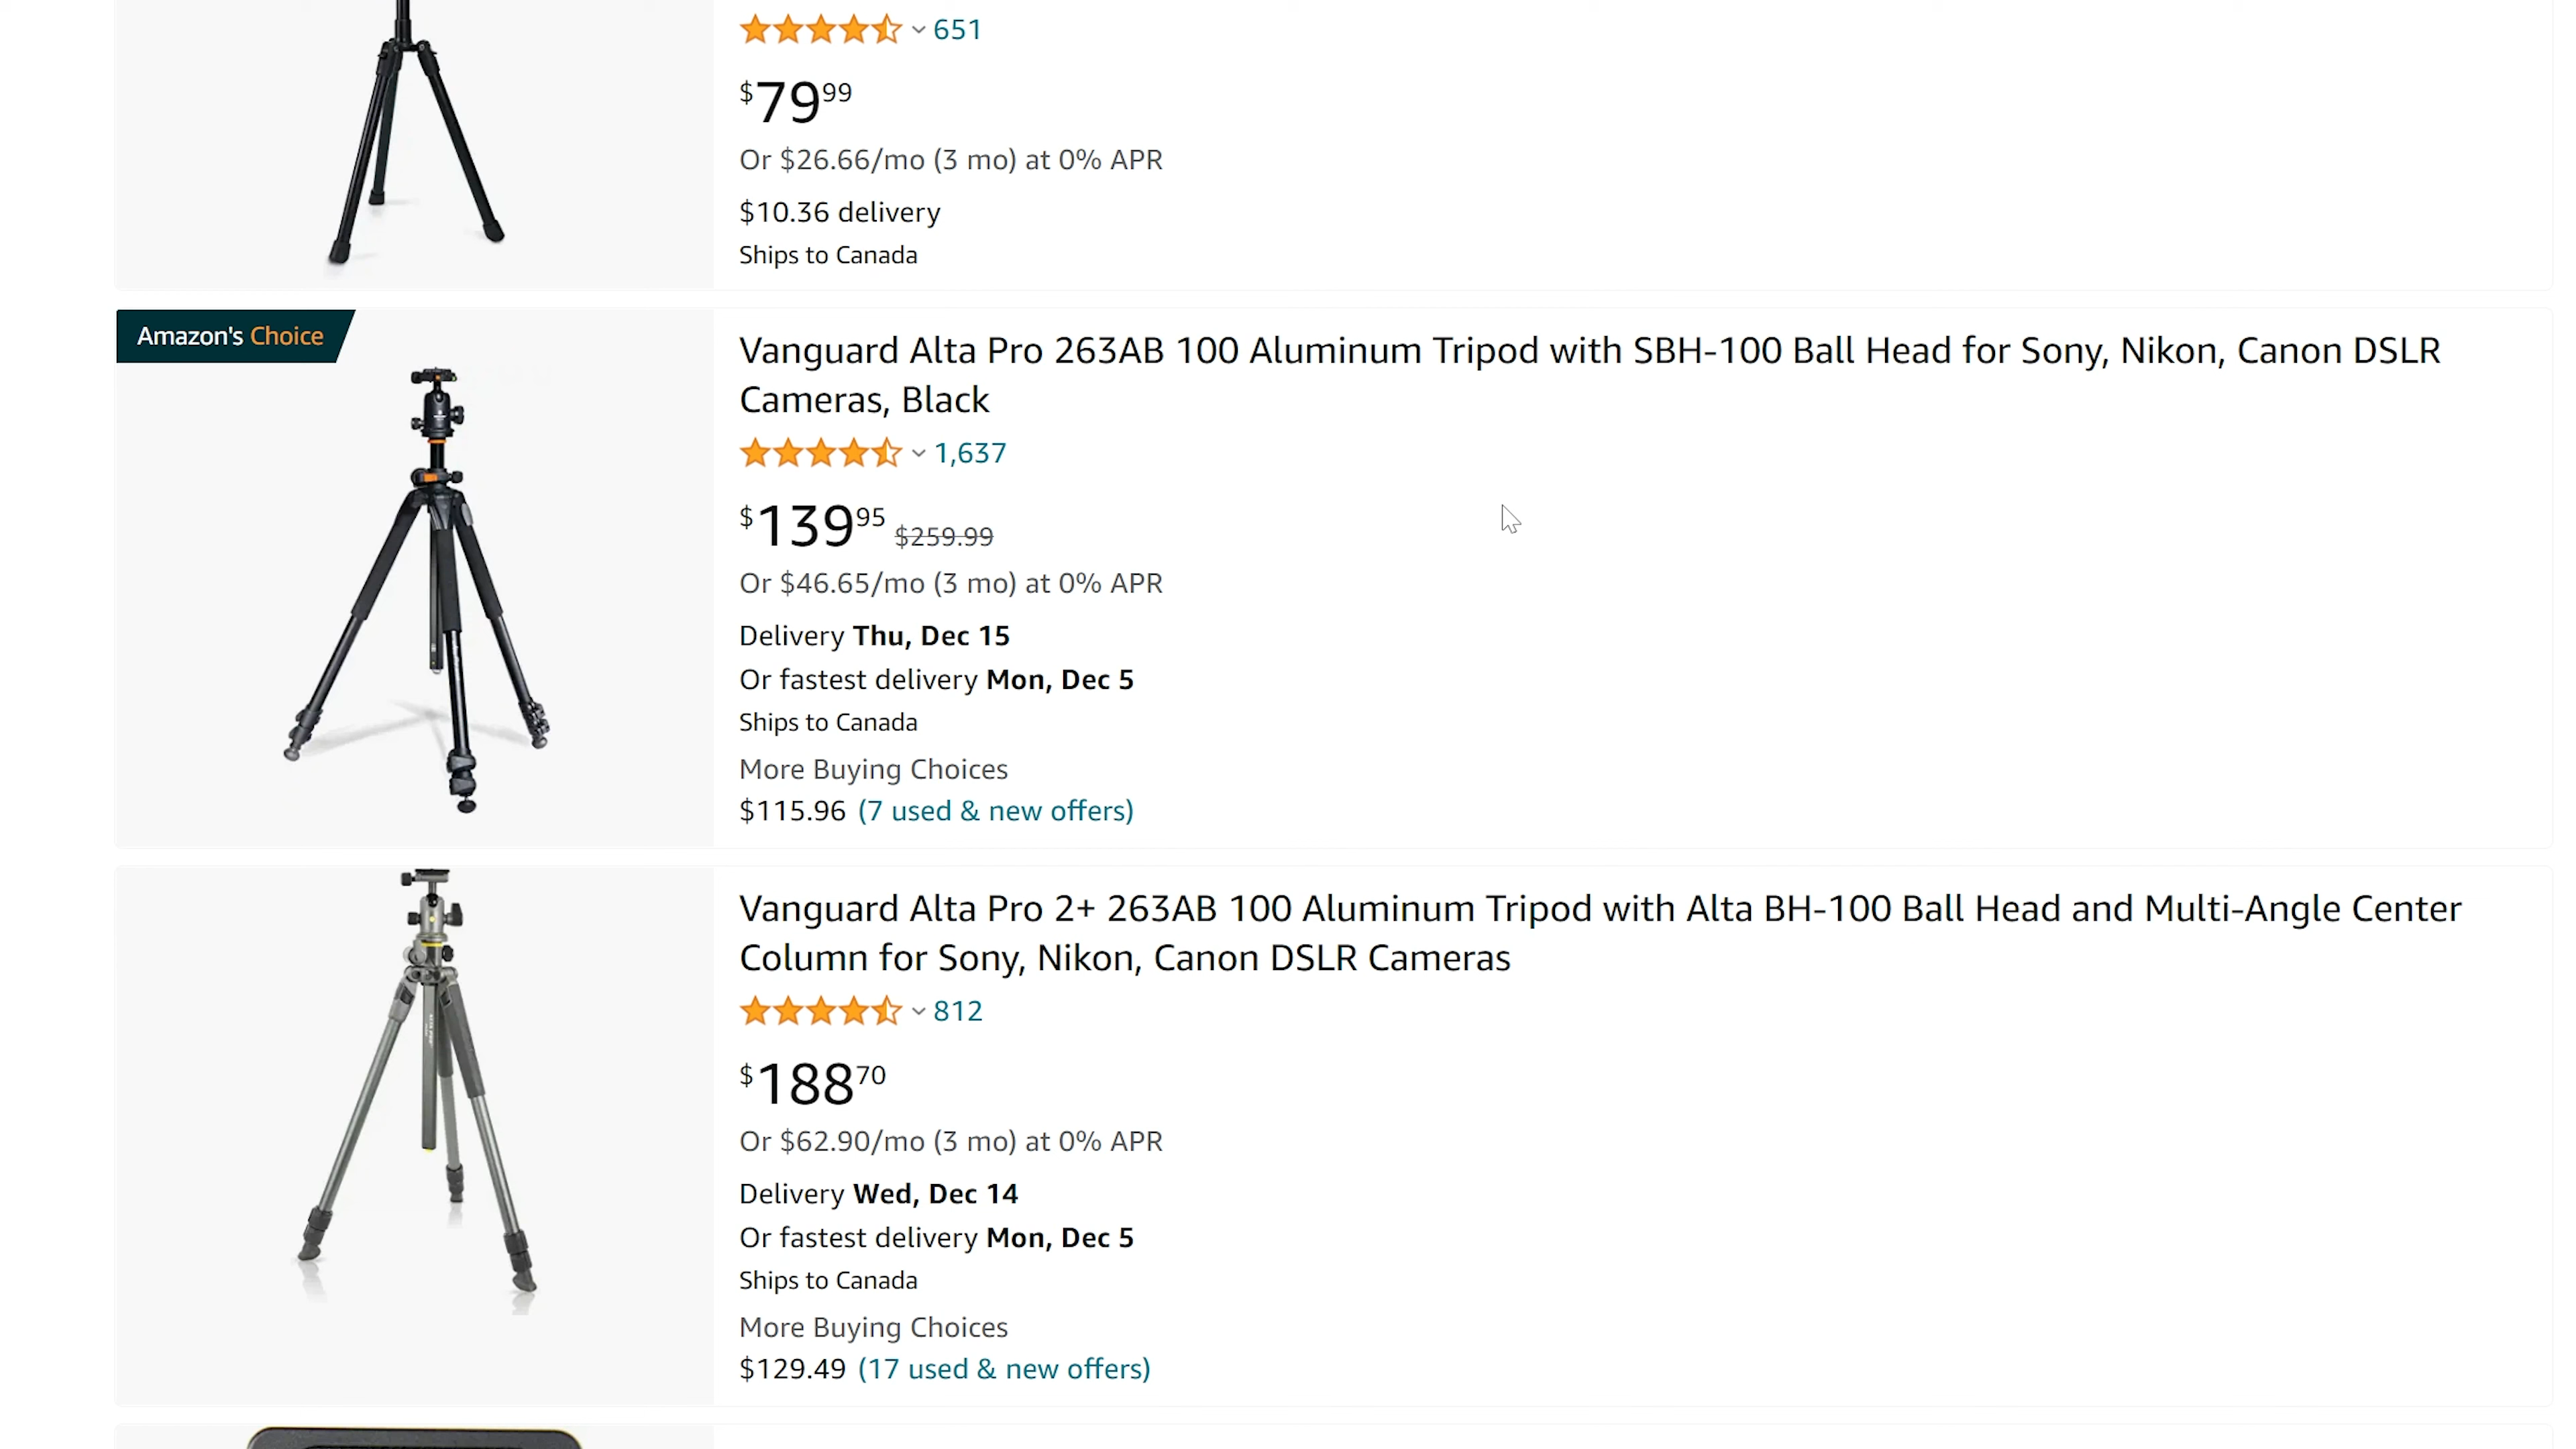 651
$79.99
Or $26.66/mo (3 mo) at 0% APR
$10.36 delivery
Ships to Canada
Amazon's Choice
Vanguard Alta Pro 263AB 100 Aluminum Tripod with SBH-100 Ball Head for Sony, Nikon, Canon DSLR
Cameras, Black
1,637
$139.95 $259.99
Or $46.65/mo (3 mo) at 0% APR
Delivery Thu, Dec 15
Or fastest delivery Mon, Dec 5
Ships to Canada
More Buying Choices
$115.96 (7 used & new offers)
Vanguard Alta Pro 2+ 263AB 100 Aluminum Tripod with Alta BH-100 Ball Head and Multi-Angle Center
Column for Sony, Nikon, Canon DSLR Cameras
812
$188.70
Or $62.90/mo (3 mo) at 0% APR
Delivery Wed, Dec 14
Or fastest delivery Mon, Dec 5
Ships to Canada
More Buying Choices
$129.49 (17 used & new offers)